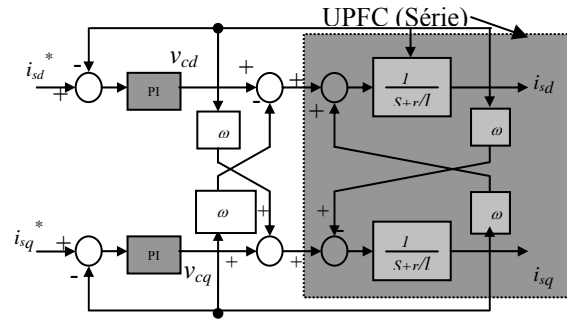 UPFC (Série)
-
i_sd*
+
PI
v_cd
+
-
+
+
1
S+r/l
i_sd
ω
ω
ω
ω
i_sq*
+
-
PI
v_cq
+
+
+
+
-
1
S+r/l
i_sq